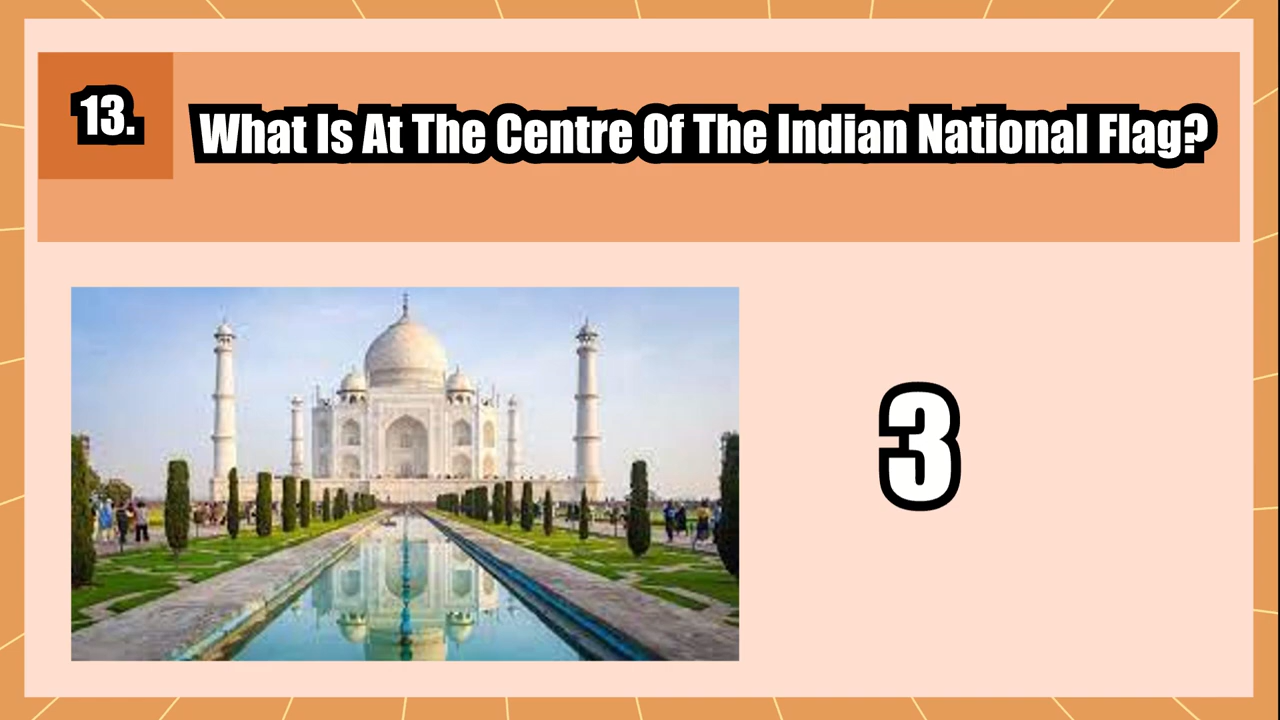 13.
What Is At The Centre Of The Indian National Flag?
3